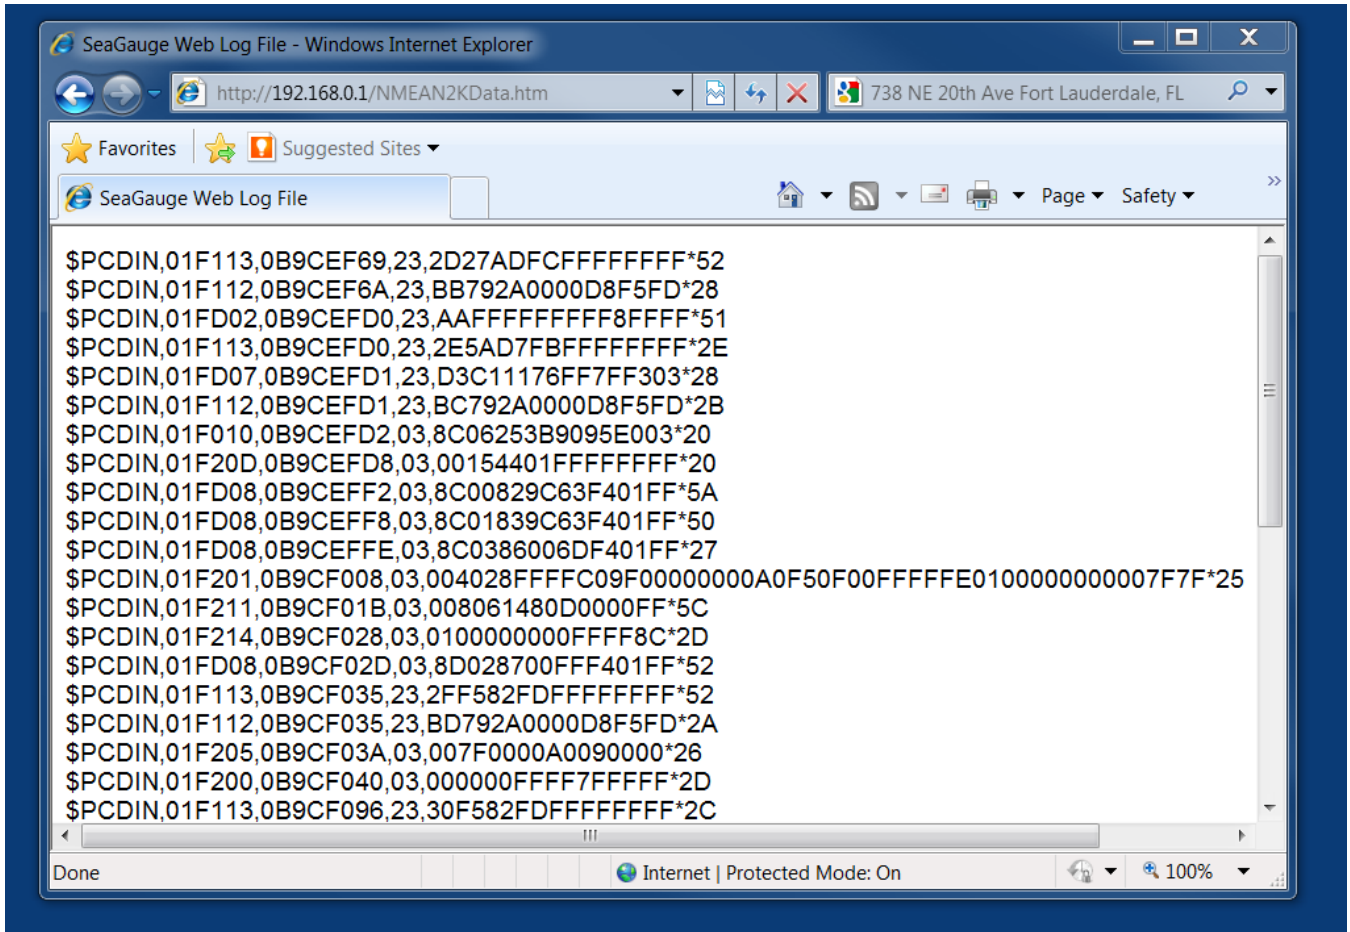 SeaGauge Web Log File - Windows Internet Explorer
http://192.168.0.1/NMEAN2KData.htm
738 NE 20th Ave Fort Lauderdale, FL
Favorites
Suggested Sites
SeaGauge Web Log File
Page
Safety
$PCDIN,01F113,0B9CEF69,23,2D27ADFCFFFFFFFF*52
$PCDIN,01F112,0B9CEF6A,23,BB792A0000D8F5FD*28
$PCDIN,01FD02,0B9CEFD0,23,AAFFFFFFFFF8FFFF*51
$PCDIN,01F113,0B9CEFD0,23,2E5AD7FBFFFFFFFF*2E
$PCDIN,01FD07,0B9CEFD1,23,D3C11176FF7FF303*28
$PCDIN,01F112,0B9CEFD1,23,BC792A0000D8F5FD*2B
$PCDIN,01F010,0B9CEFD2,03,8C06253B9095E003*20
$PCDIN,01F20D,0B9CEFD8,03,00154401FFFFFFFF*20
$PCDIN,01FD08,0B9CEFF2,03,8C00829C63F401FF*5A
$PCDIN,01FD08,0B9CEFF8,03,8C01839C63F401FF*50
$PCDIN,01FD08,0B9CEFFE,03,8C0386006DF401FF*27
$PCDIN,01F201,0B9CF008,03,004028FFFFC09F00000000A0F50F00FFFFFE0100000000007F7F*25
$PCDIN,01F211,0B9CF01B,03,008061480D0000FF*5C
$PCDIN,01F214,0B9CF028,03,0100000000FFFF8C*2D
$PCDIN,01FD08,0B9CF02D,03,8D028700FFF401FF*52
$PCDIN,01F113,0B9CF035,23,2FF582FDFFFFFFFF*52
$PCDIN,01F112,0B9CF035,23,BD792A0000D8F5FD*2A
$PCDIN,01F205,0B9CF03A,03,007F0000A0090000*26
$PCDIN,01F200,0B9CF040,03,000000FFFF7FFFFF*2D
$PCDIN,01F113,0B9CF096,23,30F582FDFFFFFFFF*2C
Done
Internet | Protected Mode: On
100%